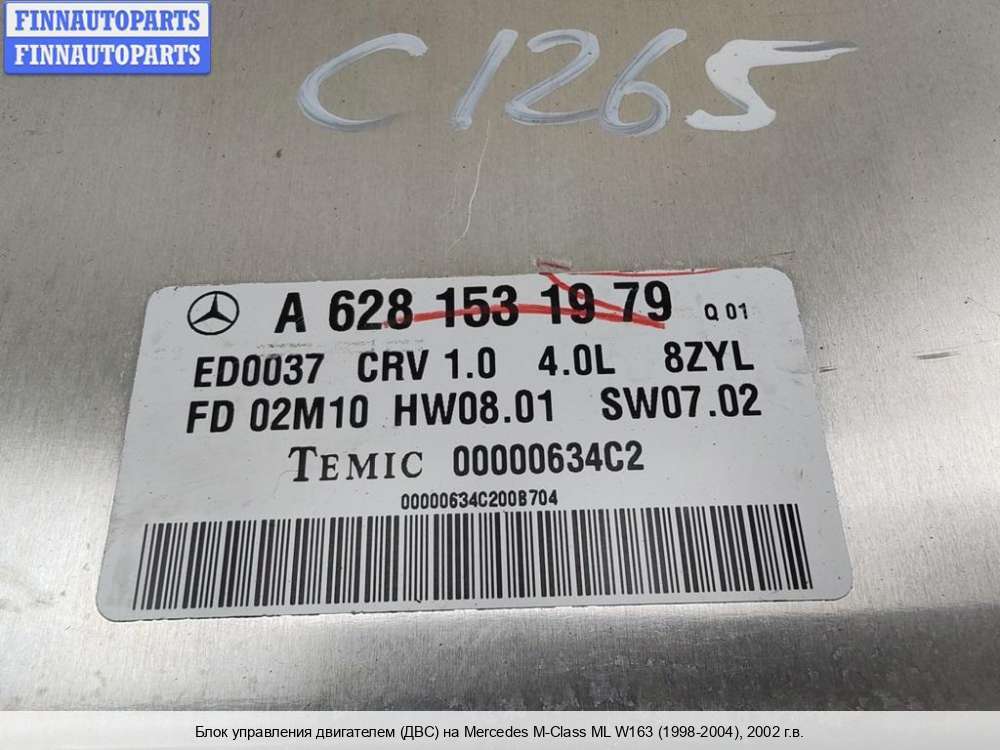 FINNAUTOPARTS
FINNAUTOPARTS
C1265
A 628 153 19 79 Q 01
ED0037 CRV 1.0 4.0L 8ZYL
FD 02M10 HW08.01 SW07.02
TEMIC 00000634C2
00000634C200B704
Блок управления двигателем (ДВС) на Mercedes M-Class ML W163 (1998-2004), 2002 г.в.